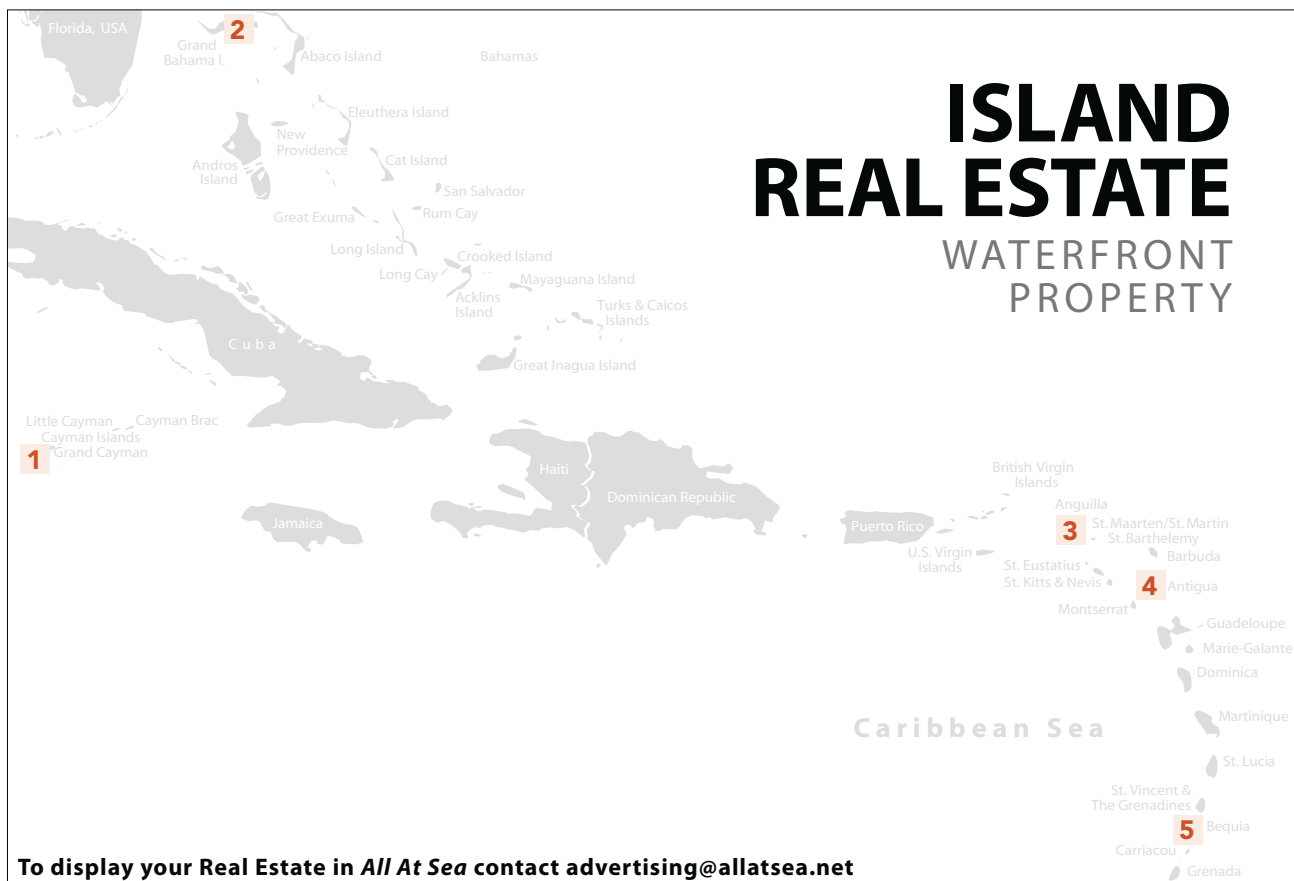 Florida, USA
2
Grand
Bahama I.
Abaco Island
Bahamas
ISLAND
REAL ESTATE
WATERFRONT
PROPERTY
Eleuthera Island
New
Providence
Andros
Island
Cat Island
San Salvador
Great Exuma
Rum Cay
Long Island
Crooked Island
Long Cay
Mayaguana Island
Acklins
Island
Turks & Caicos
Islands
Cuba
Great Inagua Island
Little Cayman
Cayman Brac
Cayman Islands
Grand Cayman
1
Haiti
Dominican Republic
Jamaica
Puerto Rico
British Virgin
Islands
Anguilla
3
St. Maarten/St. Martin
St. Barthelemy
Barbuda
U.S. Virgin
Islands
St. Eustatius
St. Kitts & Nevis
4
Antigua
Montserrat
Guadeloupe
Marie-Galante
Dominica
Caribbean Sea
Martinique
St. Lucia
St. Vincent &
The Grenadines
5
Bequia
Carriacou
Grenada
To display your Real Estate in All At Sea contact advertising@allatsea.net